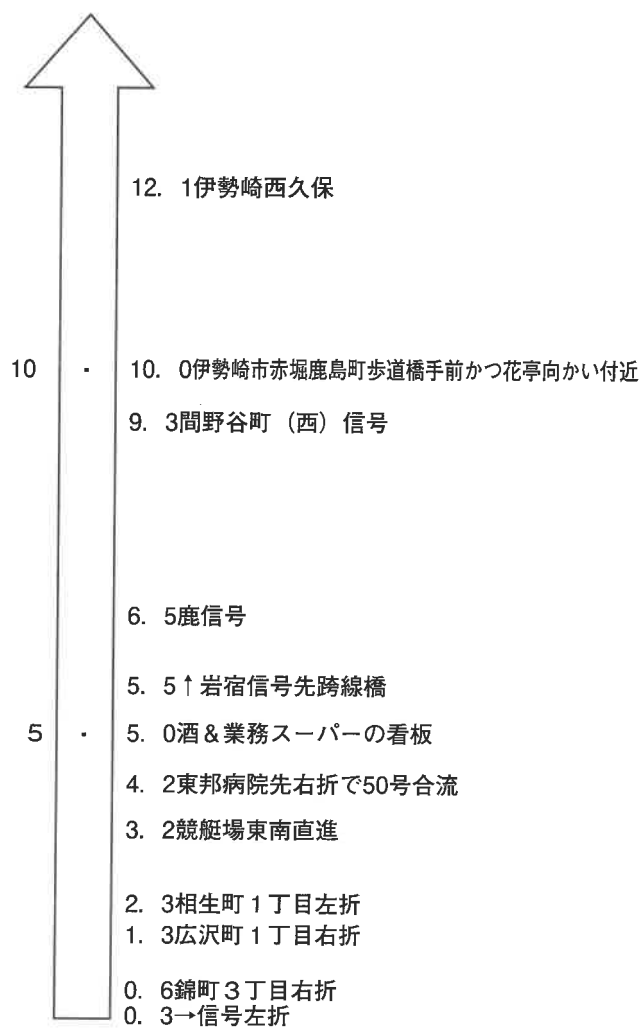 12. 1伊勢崎西久保
10 ・ 10. 0伊勢崎市赤堀鹿島町歩道橋手前かつ花亭向かい付近
9. 3間野谷町（西）信号
6. 5鹿信号
5. 5↑岩宿信号先跨線橋
5 ・ 5. 0酒＆業務スーパーの看板
4. 2東邦病院先右折で50号合流
3. 2競艇場東南直進
2. 3相生町１丁目左折
1. 3広沢町１丁目右折
0. 6錦町３丁目右折
0. 3→信号左折